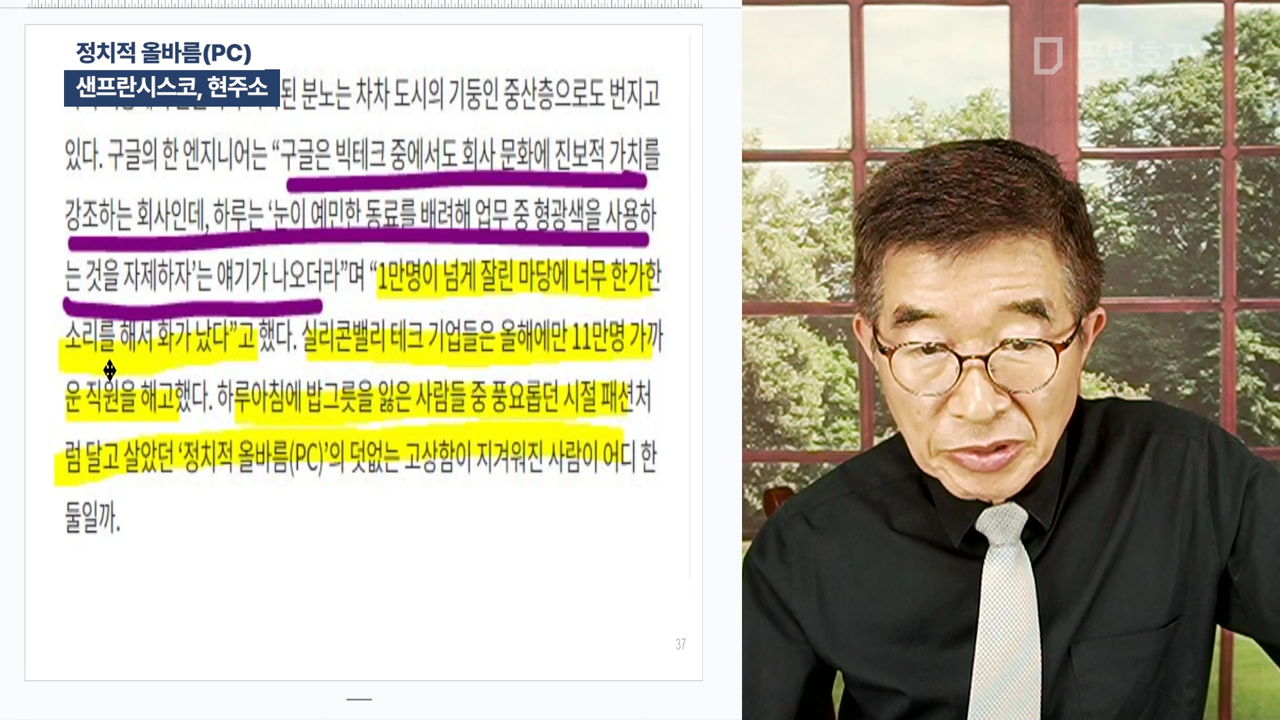 정치적 올바름(PC)
샌프란시스코, 현주소
된 분노는 차차 도시의 기둥인 중산층으로도 번지고
있다. 구글의 한 엔지니어는 “구글은 빅테크 중에서도 회사 문화에 진보적 가치를
강조하는 회사인데, 하루는 ‘눈이 예민한 동료를 배려해 업무 중 형광색을 사용하
는 것을 자제하자’는 얘기가 나오더라”며 “1만명이 넘게 잘린 마당에 너무 한가한
소리를 해서 화가 났다”고 했다. 실리콘밸리 테크 기업들은 올해에만 11만명 가까
운 직원을 해고했다. 하루아침에 밥그릇을 잃은 사람들 중 풍요롭던 시절 패션처
럼 달고 살았던 ‘정치적 올바름(PC)’의 덧없는 고상함이 지겨워진 사람이 어디 한
둘일까.
37
공병호TV